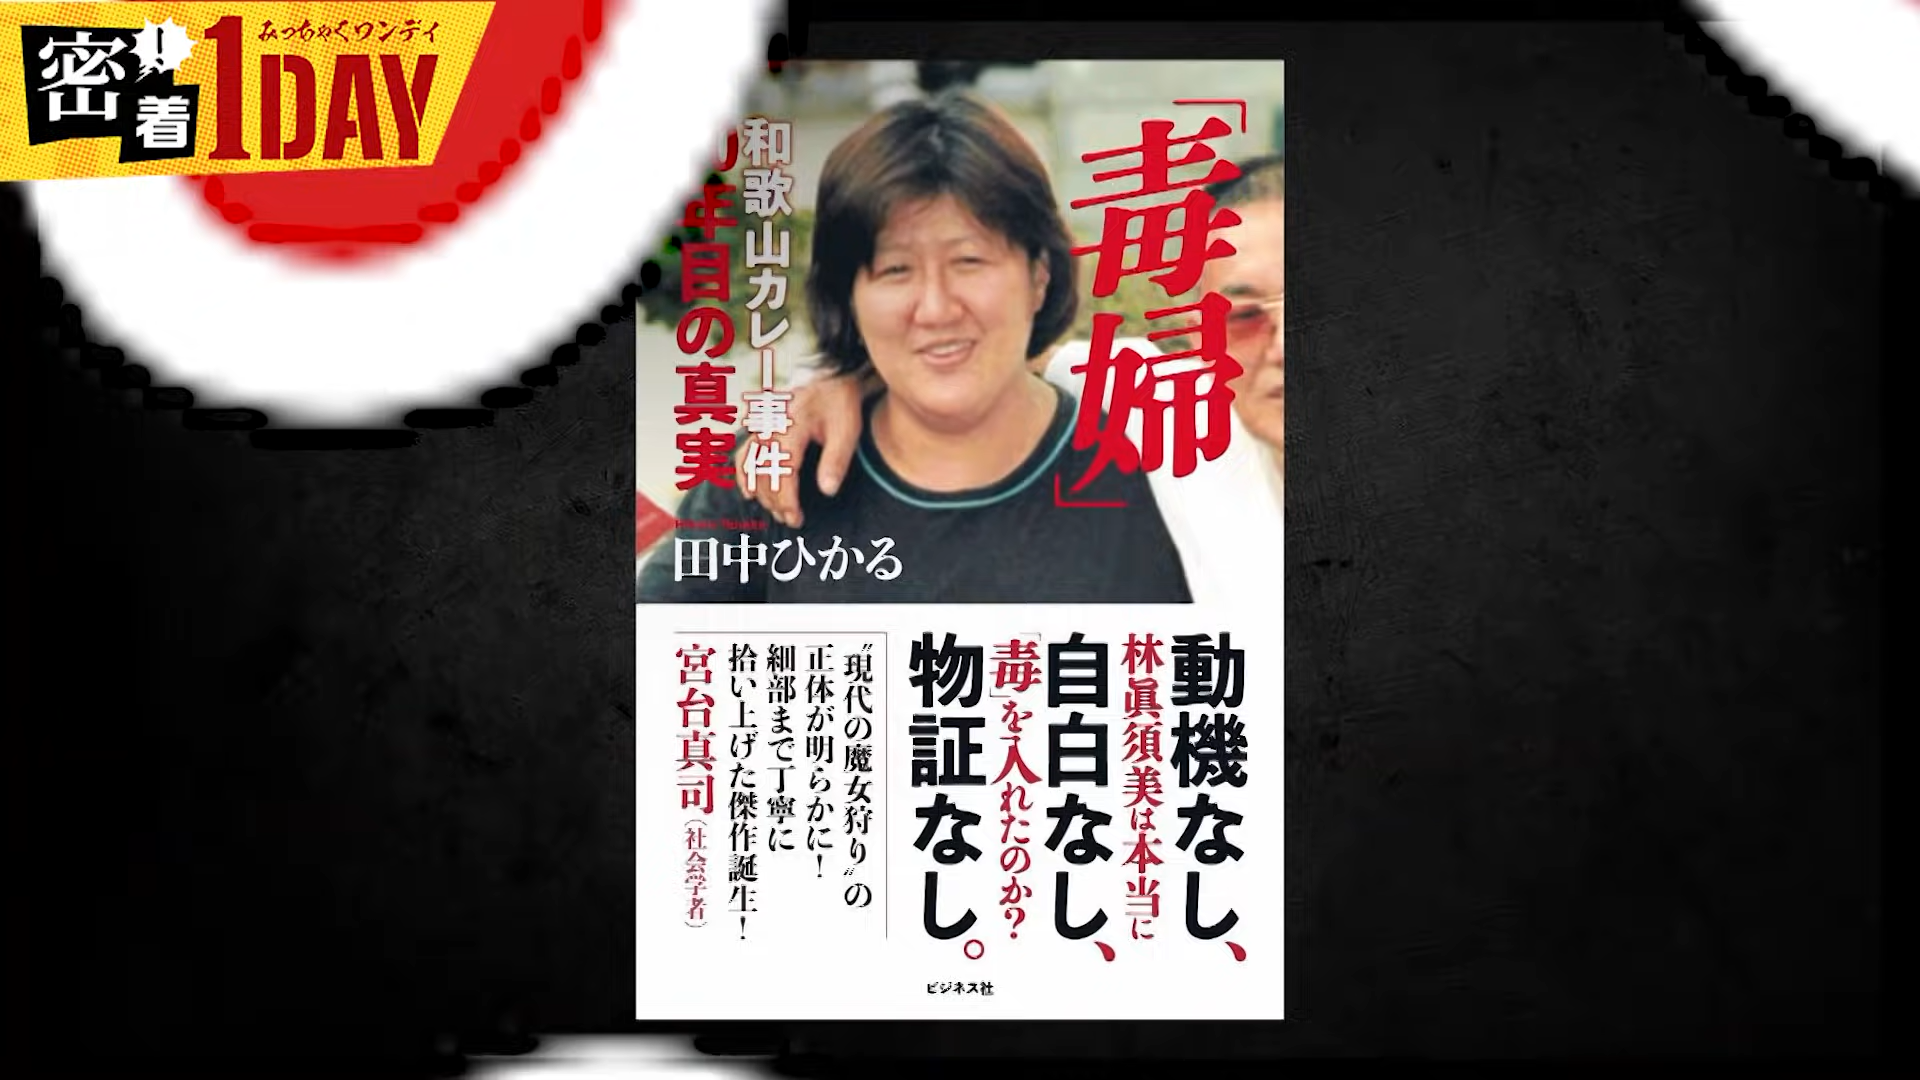 みっちゃくワンデイ
密着!
1DAY
「毒婦」
和歌山カレー事件
年目の真実
田中ひかる
動機なし、
林眞須美は本当に
自白なし、
「毒」を入れたのか?
物証なし。
“現代の魔女狩り”の
正体が明らかに!
細部まで丁寧に
拾い上げた傑作誕生!
宮台真司(社会学者)
ビジネス社